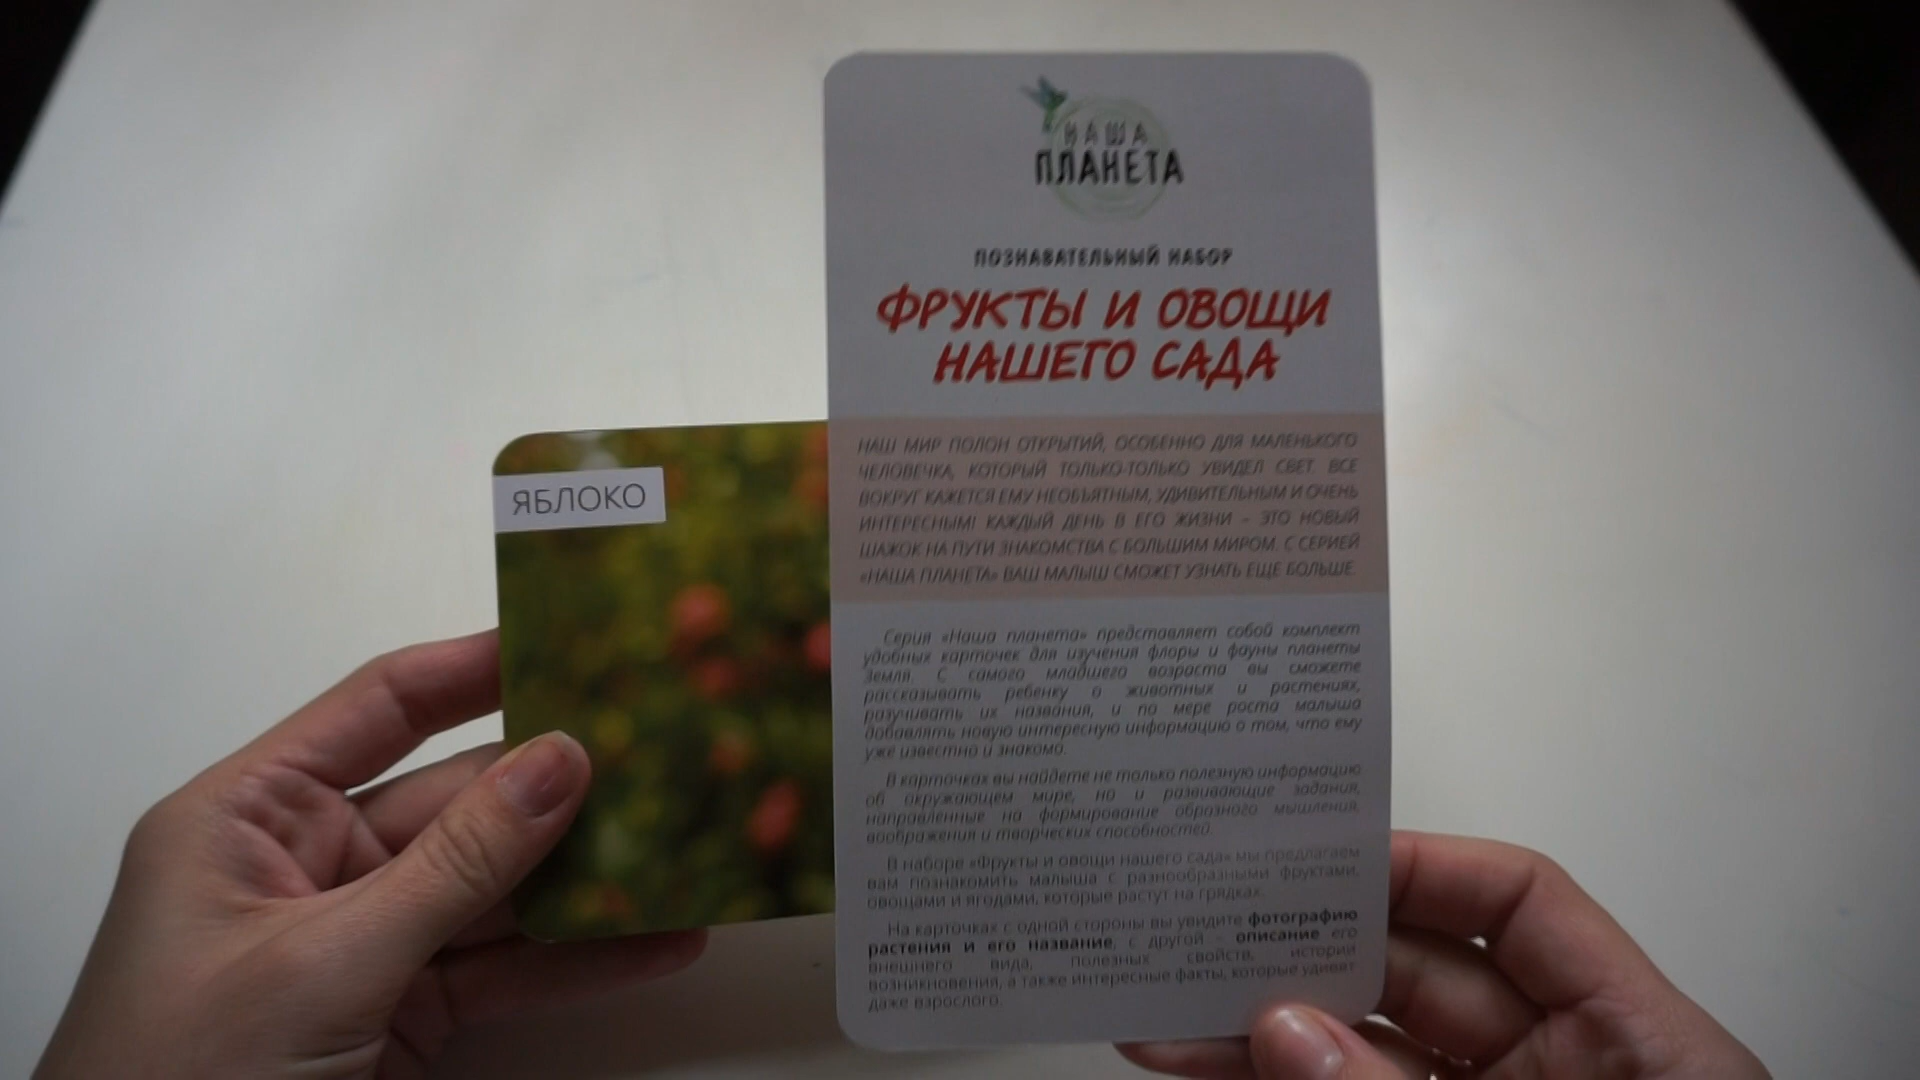 НАША
ПЛАНЕТА
ПОЗНАВАТЕЛЬНЫЙ НАБОР
ФРУКТЫ И ОВОЩИ
НАШЕГО САДА
НАШ МИР ПОЛОН ОТКРЫТИЙ, ОСОБЕННО ДЛЯ МАЛЕНЬКОГО
ЧЕЛОВЕЧКА, КОТОРЫЙ ТОЛЬКО-ТОЛЬКО УВИДЕЛ СВЕТ. ВСЕ
ВОКРУГ КАЖЕТСЯ ЕМУ НЕОБЪЯТНЫМ, УДИВИТЕЛЬНЫМ И ОЧЕНЬ
ИНТЕРЕСНЫМ! КАЖДЫЙ ДЕНЬ В ЕГО ЖИЗНИ – ЭТО НОВЫЙ
ШАЖОК НА ПУТИ ЗНАКОМСТВА С БОЛЬШИМ МИРОМ. С СЕРИЕЙ
«НАША ПЛАНЕТА» ВАШ МАЛЫШ СМОЖЕТ УЗНАТЬ ЕЩЕ БОЛЬШЕ.
Серия «Наша планета» представляет собой комплект
удобных карточек для изучения флоры и фауны планеты
Земля. С самого младшего возраста вы сможете
рассказывать ребенку о животных и растениях,
разучивать их названия, и по мере роста малыша
добавлять новую интересную информацию о том, что ему
уже известно и знакомо.
В карточках вы найдете не только полезную информацию
об окружающем мире, но и развивающие задания,
направленные на формирование образного мышления,
воображения и творческих способностей.
В наборе «Фрукты и овощи нашего сада» мы предлагаем
вам познакомить малыша с разнообразными фруктами,
овощами и ягодами, которые растут на грядках.
На карточках с одной стороны вы увидите фотографию
растения и его название, с другой – описание его
внешнего вида, полезных свойств, истории
возникновения, а также интересные факты, которые удивят
даже взрослого.
ЯБЛОКО